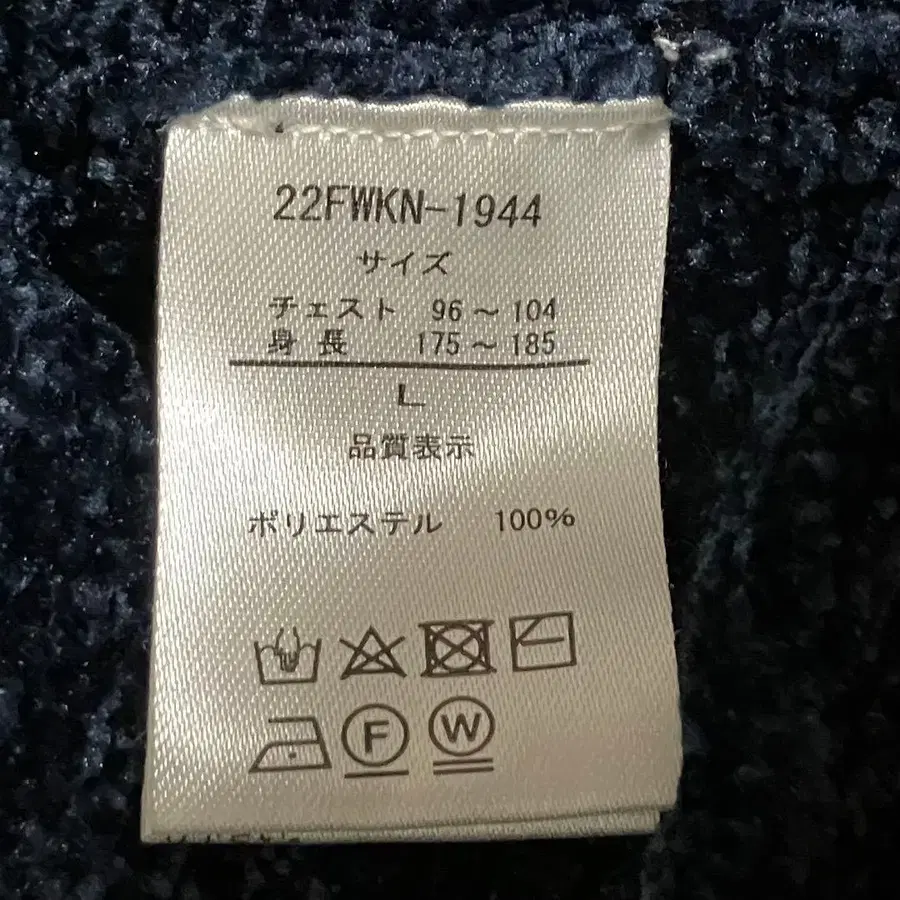 22FWKN-1944
サイズ
チェスト 96～104
身長 175～185
L
品質表示
ポリエステル 100%
F W